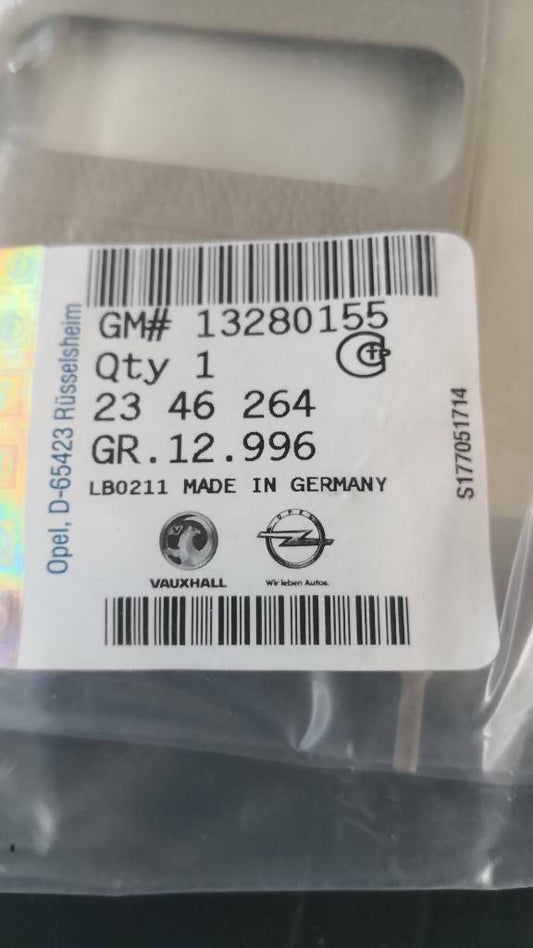 GM# 13280155
Qty 1
23 46 264
GR.12.996
LB0211 MADE IN GERMANY
VAUXHALL
OPEL
Wir leben Autos.
Opel, D-65423 Rüsselsheim
S177051714